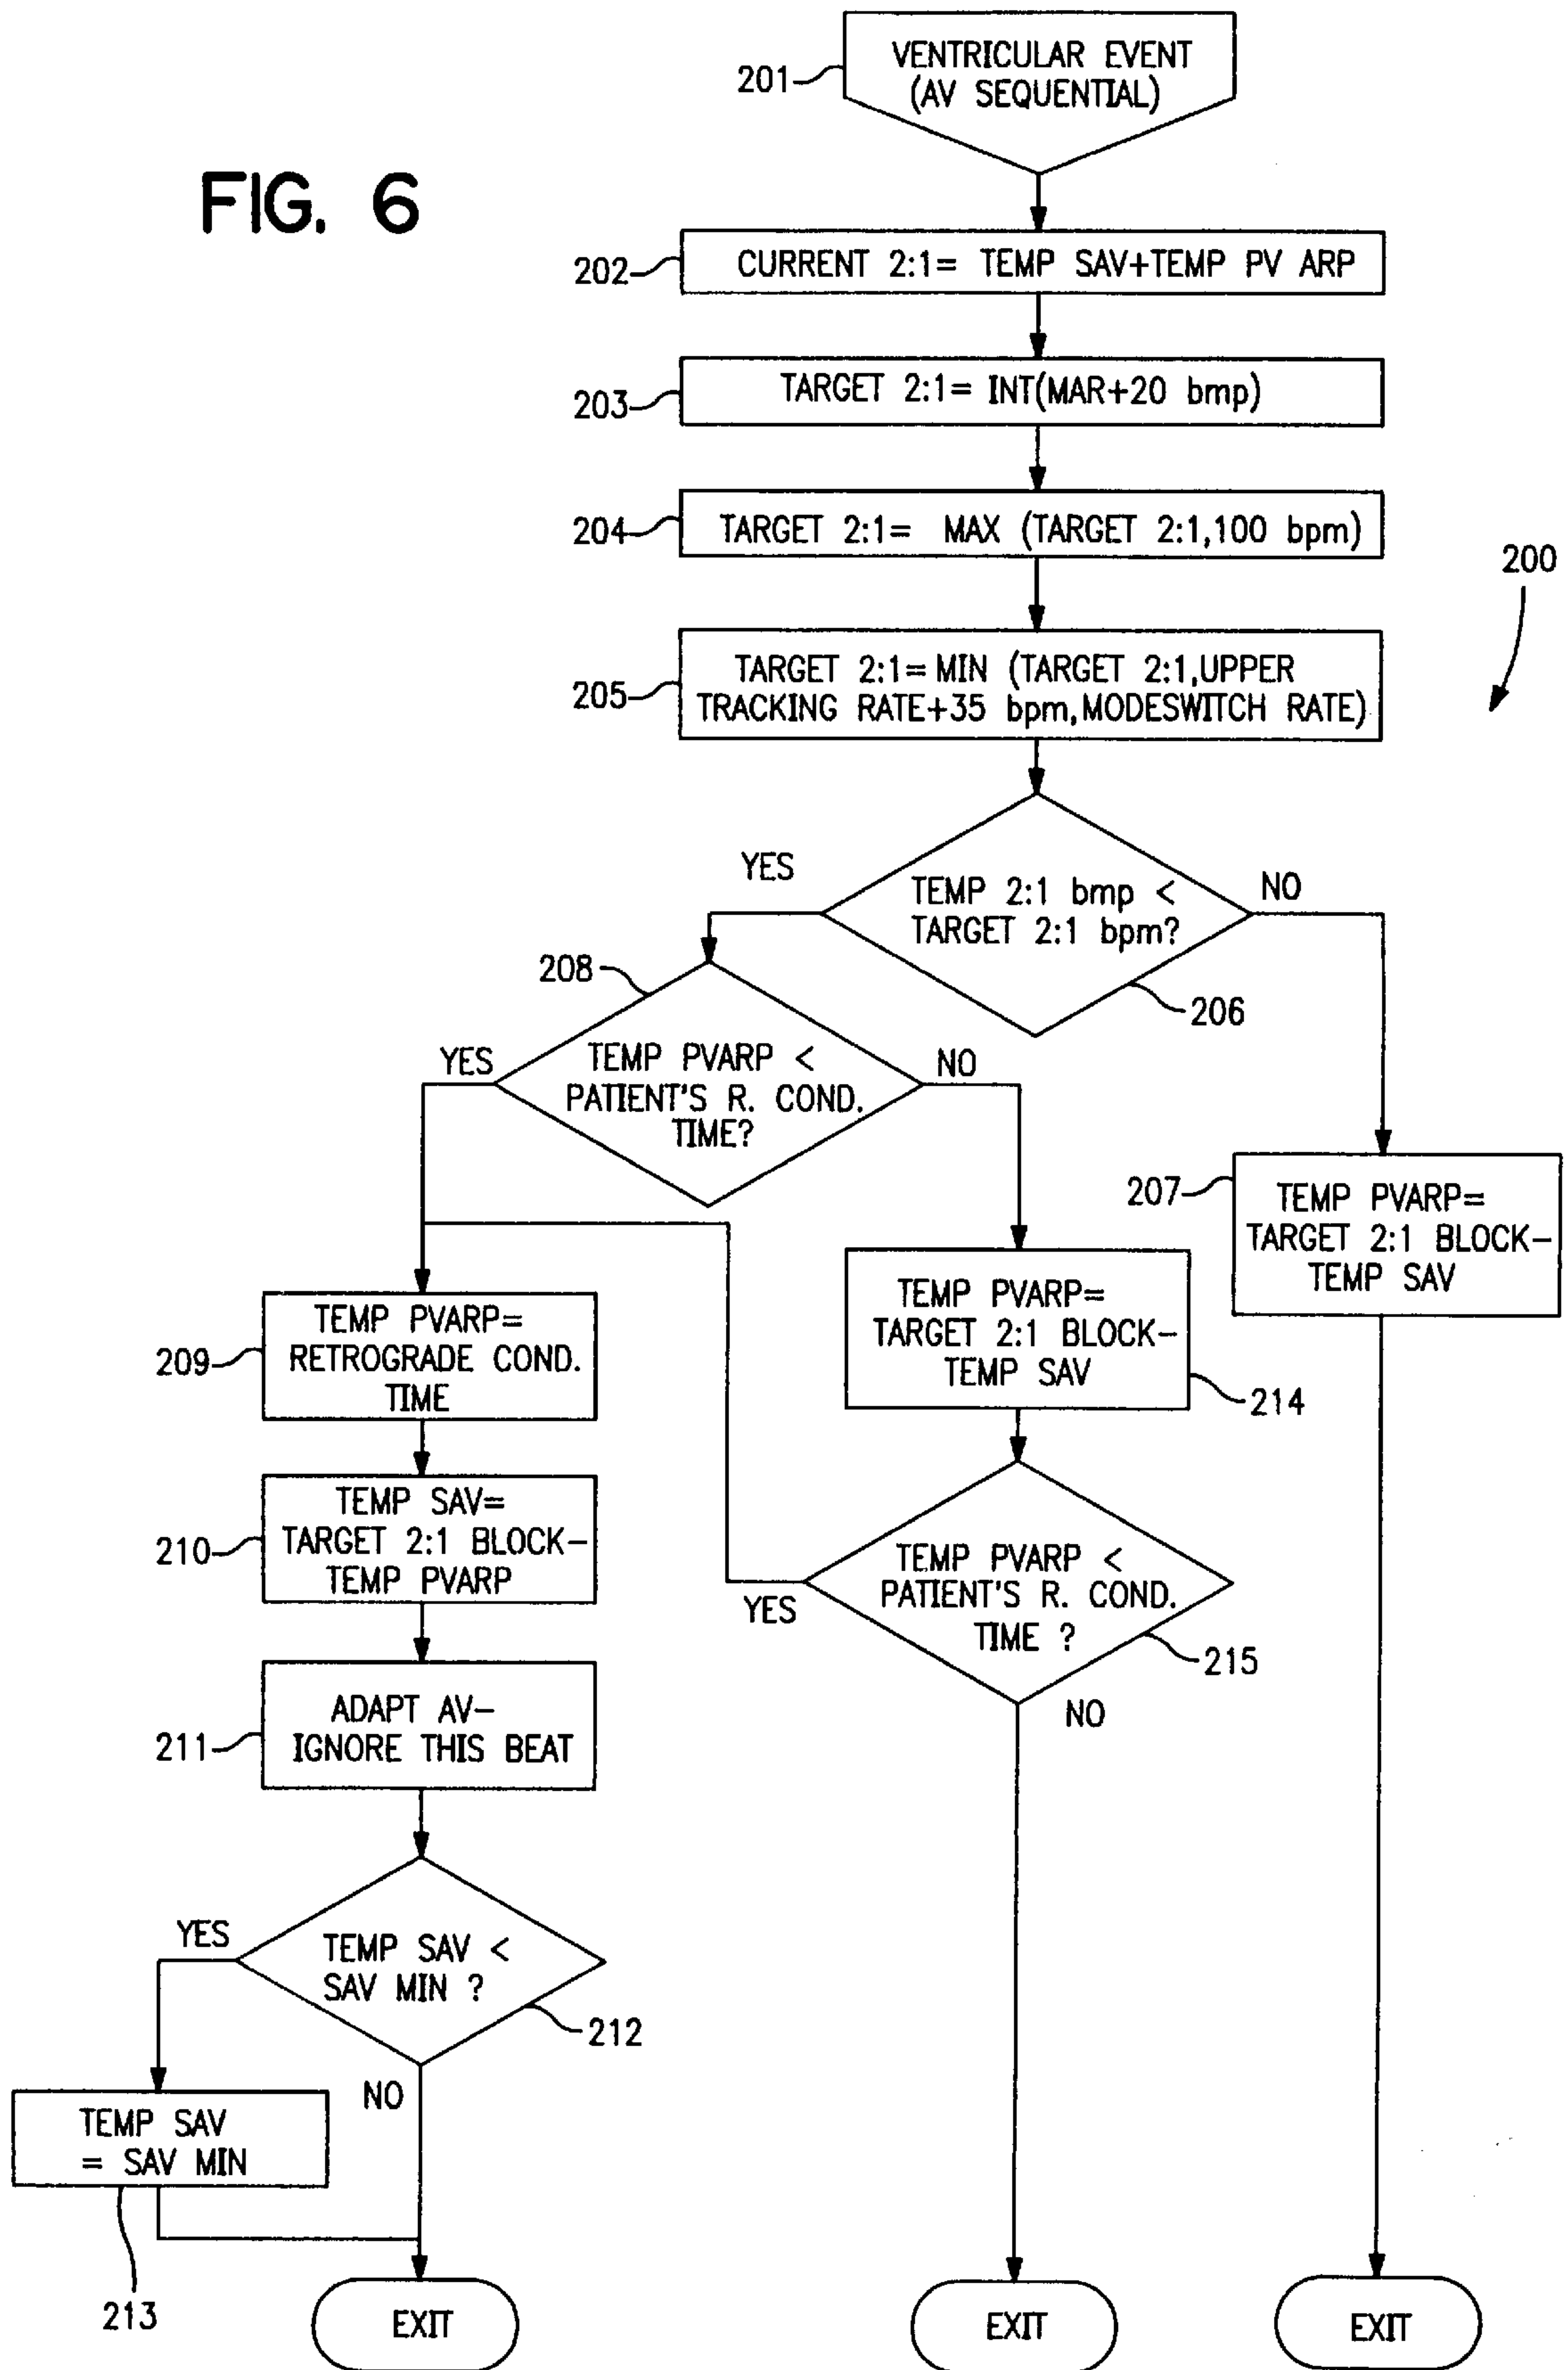 FIG. 6
201
VENTRICULAR EVENT
(AV SEQUENTIAL)
202
CURRENT 2:1= TEMP SAV+TEMP PV ARP
203
TARGET 2:1= INT(MAR+20 bmp)
204
TARGET 2:1= MAX (TARGET 2:1,100 bpm)
200
205
TARGET 2:1=MIN (TARGET 2:1,UPPER
TRACKING RATE+35 bpm,MODESWITCH RATE)
YES
TEMP 2:1 bmp <
TARGET 2:1 bpm?
NO
206
208
YES
TEMP PVARP <
PATIENT'S R. COND.
TIME?
NO
207
TEMP PVARP=
TARGET 2:1 BLOCK-
TEMP SAV
209
TEMP PVARP=
RETROGRADE COND.
TIME
TEMP PVARP=
TARGET 2:1 BLOCK-
TEMP SAV
214
210
TEMP SAV=
TARGET 2:1 BLOCK-
TEMP PVARP
TEMP PVARP <
PATIENT'S R. COND.
TIME ?
YES
215
NO
211
ADAPT AV-
IGNORE THIS BEAT
YES
TEMP SAV <
SAV MIN ?
212
NO
TEMP SAV
= SAV MIN
213
EXIT
EXIT
EXIT